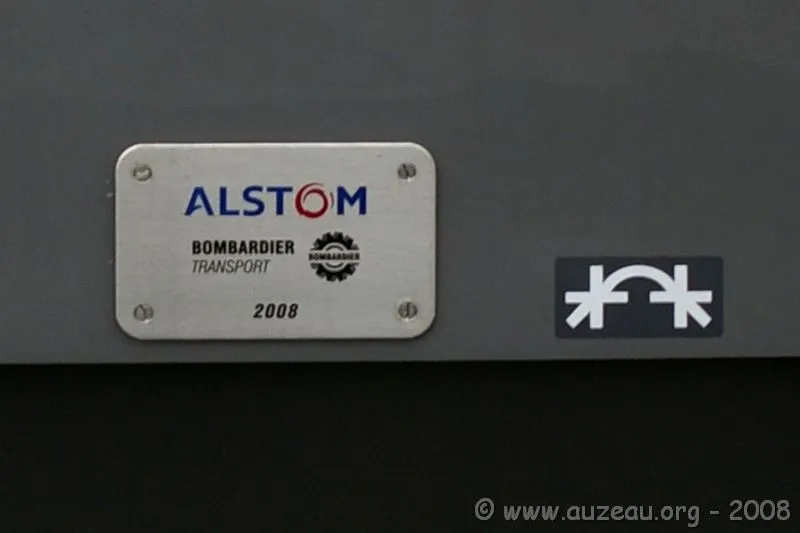 ALSTOM
BOMBARDIER
TRANSPORT
BOMBARDIER
2008
© www.auzeau.org - 2008